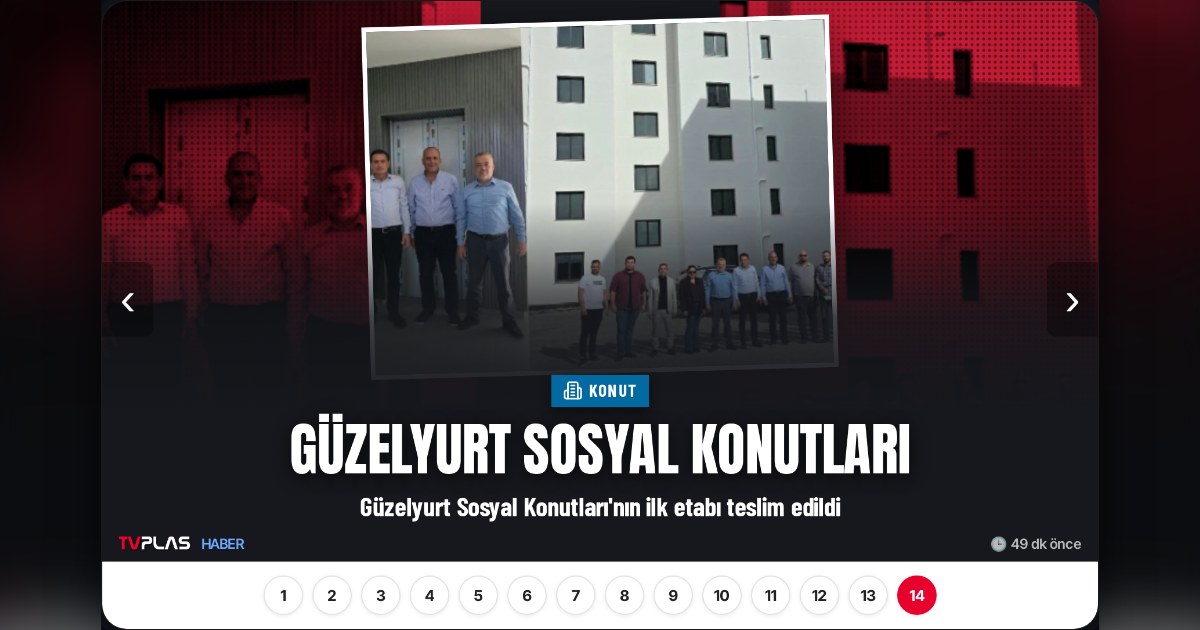 KONUT
GÜZELYURT SOSYAL KONUTLARI
Güzelyurt Sosyal Konutları'nın ilk etabı teslim edildi
TVPLAS HABER
49 dk önce
1 2 3 4 5 6 7 8 9 10 11 12 13 14